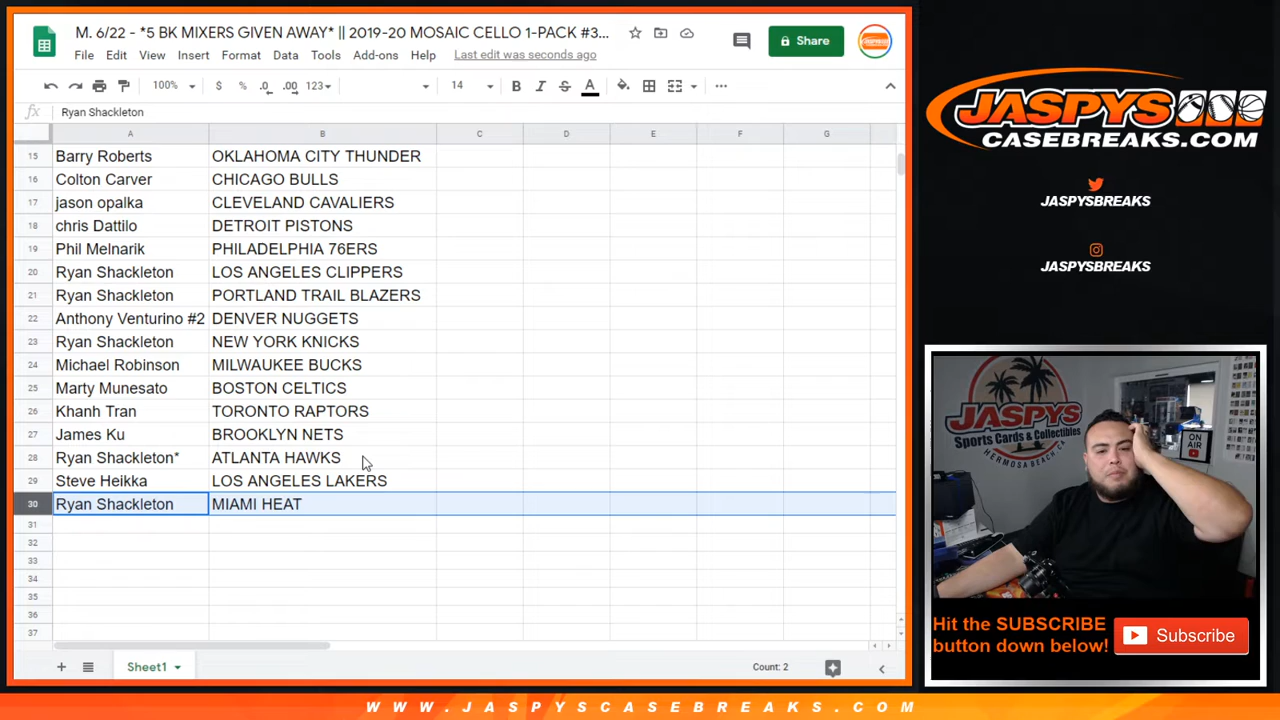 M. 6/22 - *5 BK MIXERS GIVEN AWAY* || 2019-20 MOSAIC CELLO 1-PACK #3...
Share
File Edit View Insert Format Data Tools Add-ons Help Last edit was seconds ago
100% $ % .0 .00 123 14 B I S A
fx Ryan Shackleton
A B C D E F G
15 Barry Roberts OKLAHOMA CITY THUNDER
16 Colton Carver CHICAGO BULLS
17 jason opalka CLEVELAND CAVALIERS
18 chris Dattilo DETROIT PISTONS
19 Phil Melnarik PHILADELPHIA 76ERS
20 Ryan Shackleton LOS ANGELES CLIPPERS
21 Ryan Shackleton PORTLAND TRAIL BLAZERS
22 Anthony Venturino #2 DENVER NUGGETS
23 Ryan Shackleton NEW YORK KNICKS
24 Michael Robinson MILWAUKEE BUCKS
25 Marty Munesato BOSTON CELTICS
26 Khanh Tran TORONTO RAPTORS
27 James Ku BROOKLYN NETS
28 Ryan Shackleton* ATLANTA HAWKS
29 Steve Heikka LOS ANGELES LAKERS
30 Ryan Shackleton MIAMI HEAT
31
32
33
34
35
36
37
Sheet1
Count: 2
JASPYS
CASEBREAKS.COM
JASPYSBREAKS
JASPYSBREAKS
JASPYS
Sports Cards & Collectibles
HERMOSA BEACH CA
ON AIR
Hit the SUBSCRIBE
button down below!
Subscribe
WWW.JASPYSCASEBREAKS.COM